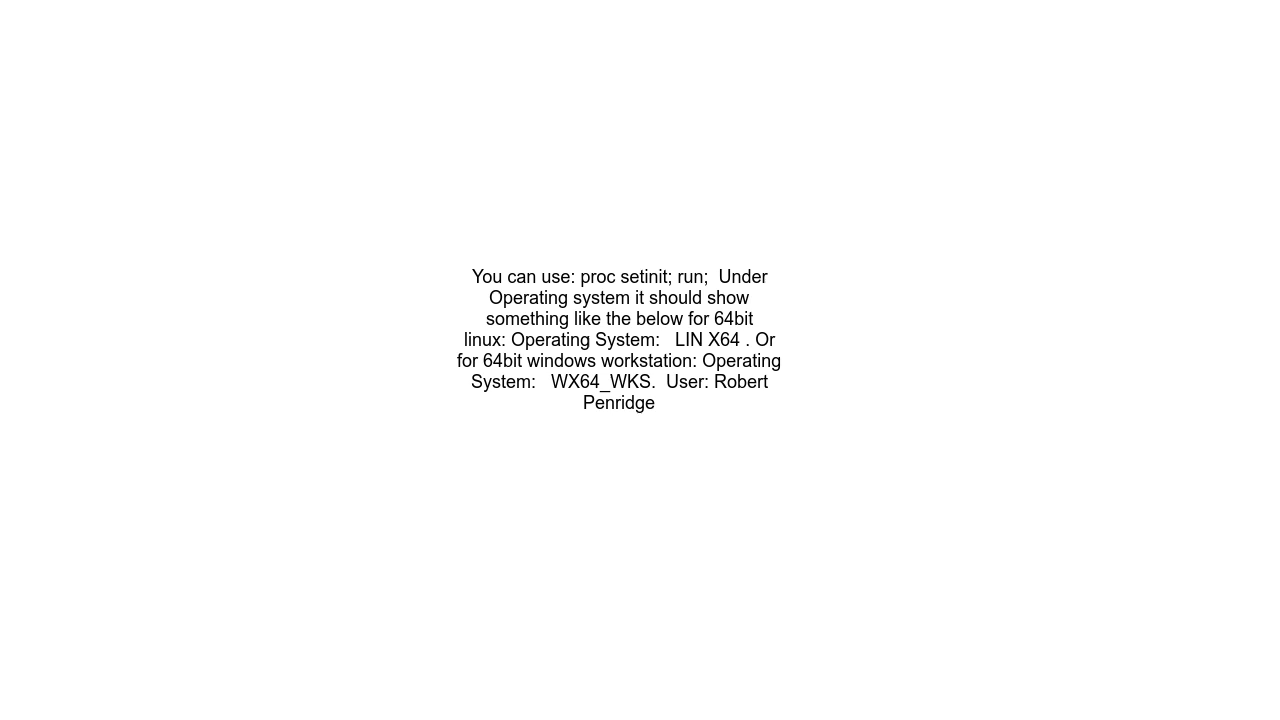 You can use: proc setinit; run;  Under
Operating system it should show
something like the below for 64bit
linux: Operating System:   LIN X64 . Or
for 64bit windows workstation: Operating
System:   WX64_WKS.  User: Robert
Penridge